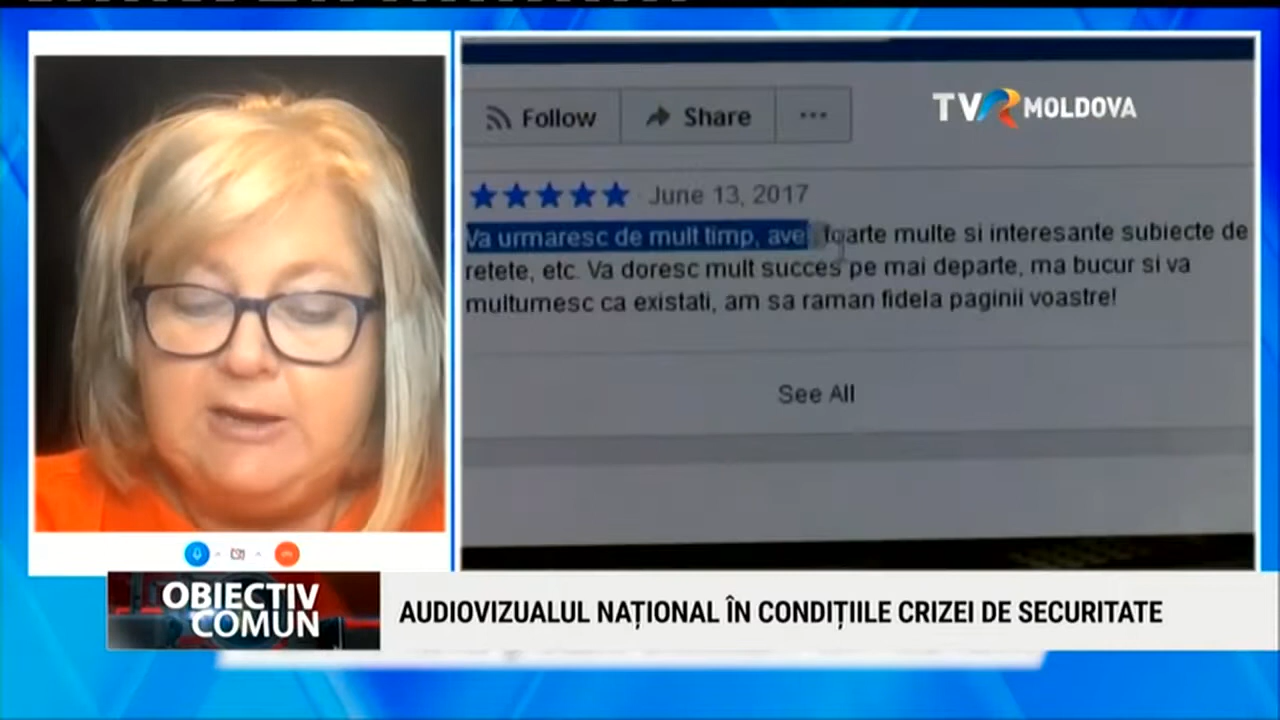 Follow
Share
TVR MOLDOVA
June 13, 2017
Va urmaresc de mult timp, aveti foarte multe si interesante subiecte de
retete, etc. Va doresc mult succes pe mai departe, ma bucur si va
multumesc ca existati, am sa raman fidela paginii voastre!
See All
OBIECTIV
COMUN
AUDIOVIZUALUL NAȚIONAL ÎN CONDIȚIILE CRIZEI DE SECURITATE